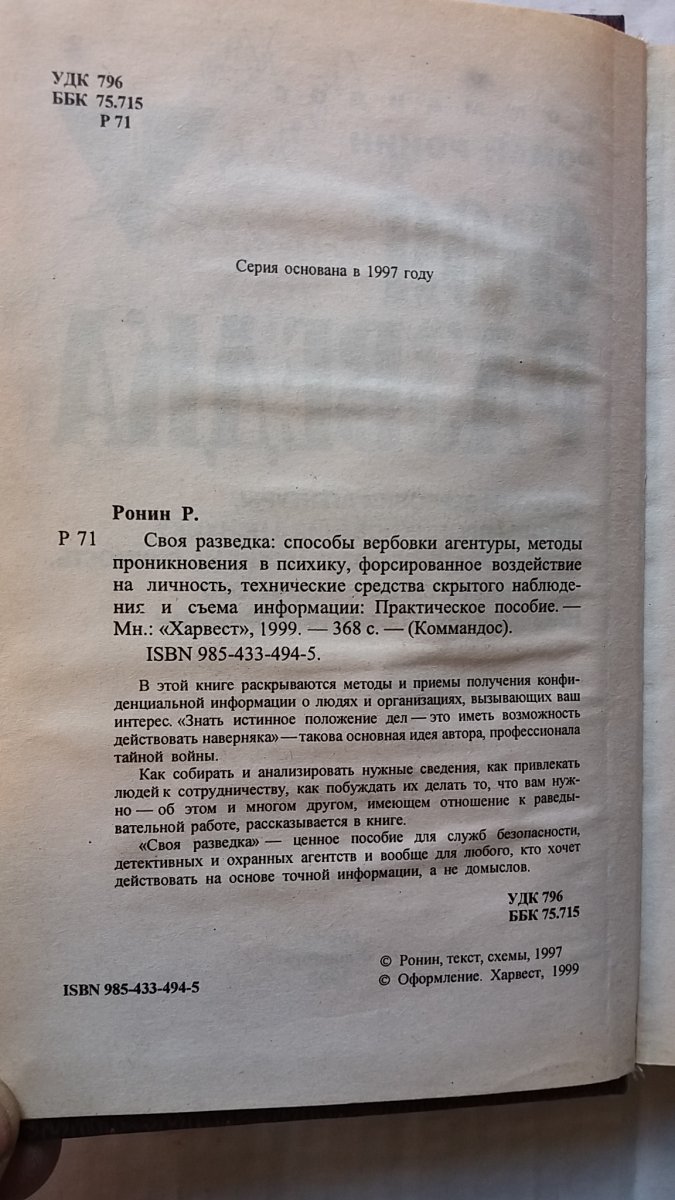 УДК 796
ББК 75.715
Р 71
Серия основана в 1997 году
Ронин Р.
Р 71 Своя разведка: способы вербовки агентуры, методы
проникновения в психику, форсированное воздействие
на личность, технические средства скрытого наблюде-
ния и съема информации: Практическое пособие. —
Мн.: «Харвест», 1999. — 368 с. — (Коммандос).
ISBN 985-433-494-5.
В этой книге раскрываются методы и приемы получения конфи-
денциальной информации о людях и организациях, вызывающих ваш
интерес. «Знать истинное положение дел — это иметь возможность
действовать наверняка» — такова основная идея автора, профессионала
тайной войны.
Как собирать и анализировать нужные сведения, как привлекать
людей к сотрудничеству, как побуждать их делать то, что вам нуж-
но — об этом и многом другом, имеющем отношение к раведы-
вательной работе, рассказывается в книге.
«Своя разведка» — ценное пособие для служб безопасности,
детективных и охранных агентств и вообще для любого, кто хочет
действовать на основе точной информации, а не домыслов.
УДК 796
ББК 75.715
© Ронин, текст, схемы, 1997
ISBN 985-433-494-5 © Оформление. Харвест, 1999